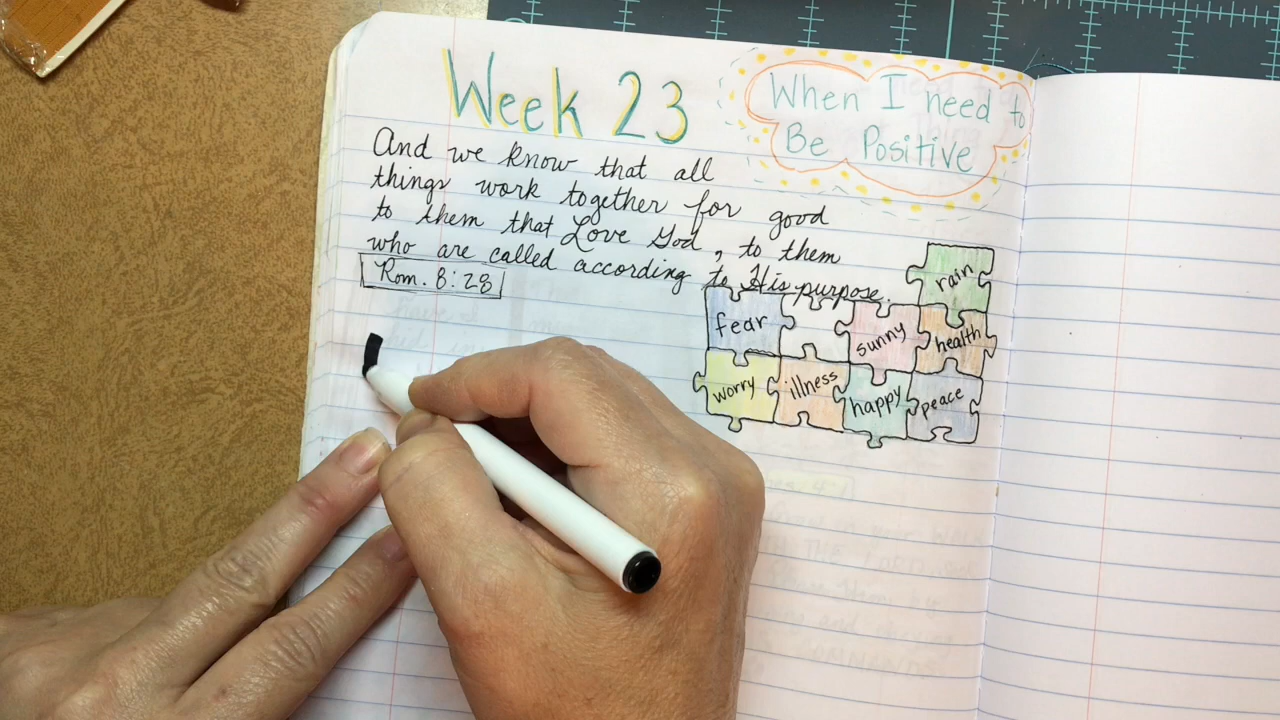 Week 23
When I need to
Be Positive
And we know that all
things work together for good
to them that Love God, to them
who are called according to His purpose.
Rom. 8:28
rain
fear
sunny
health
worry
illness
happy
peace